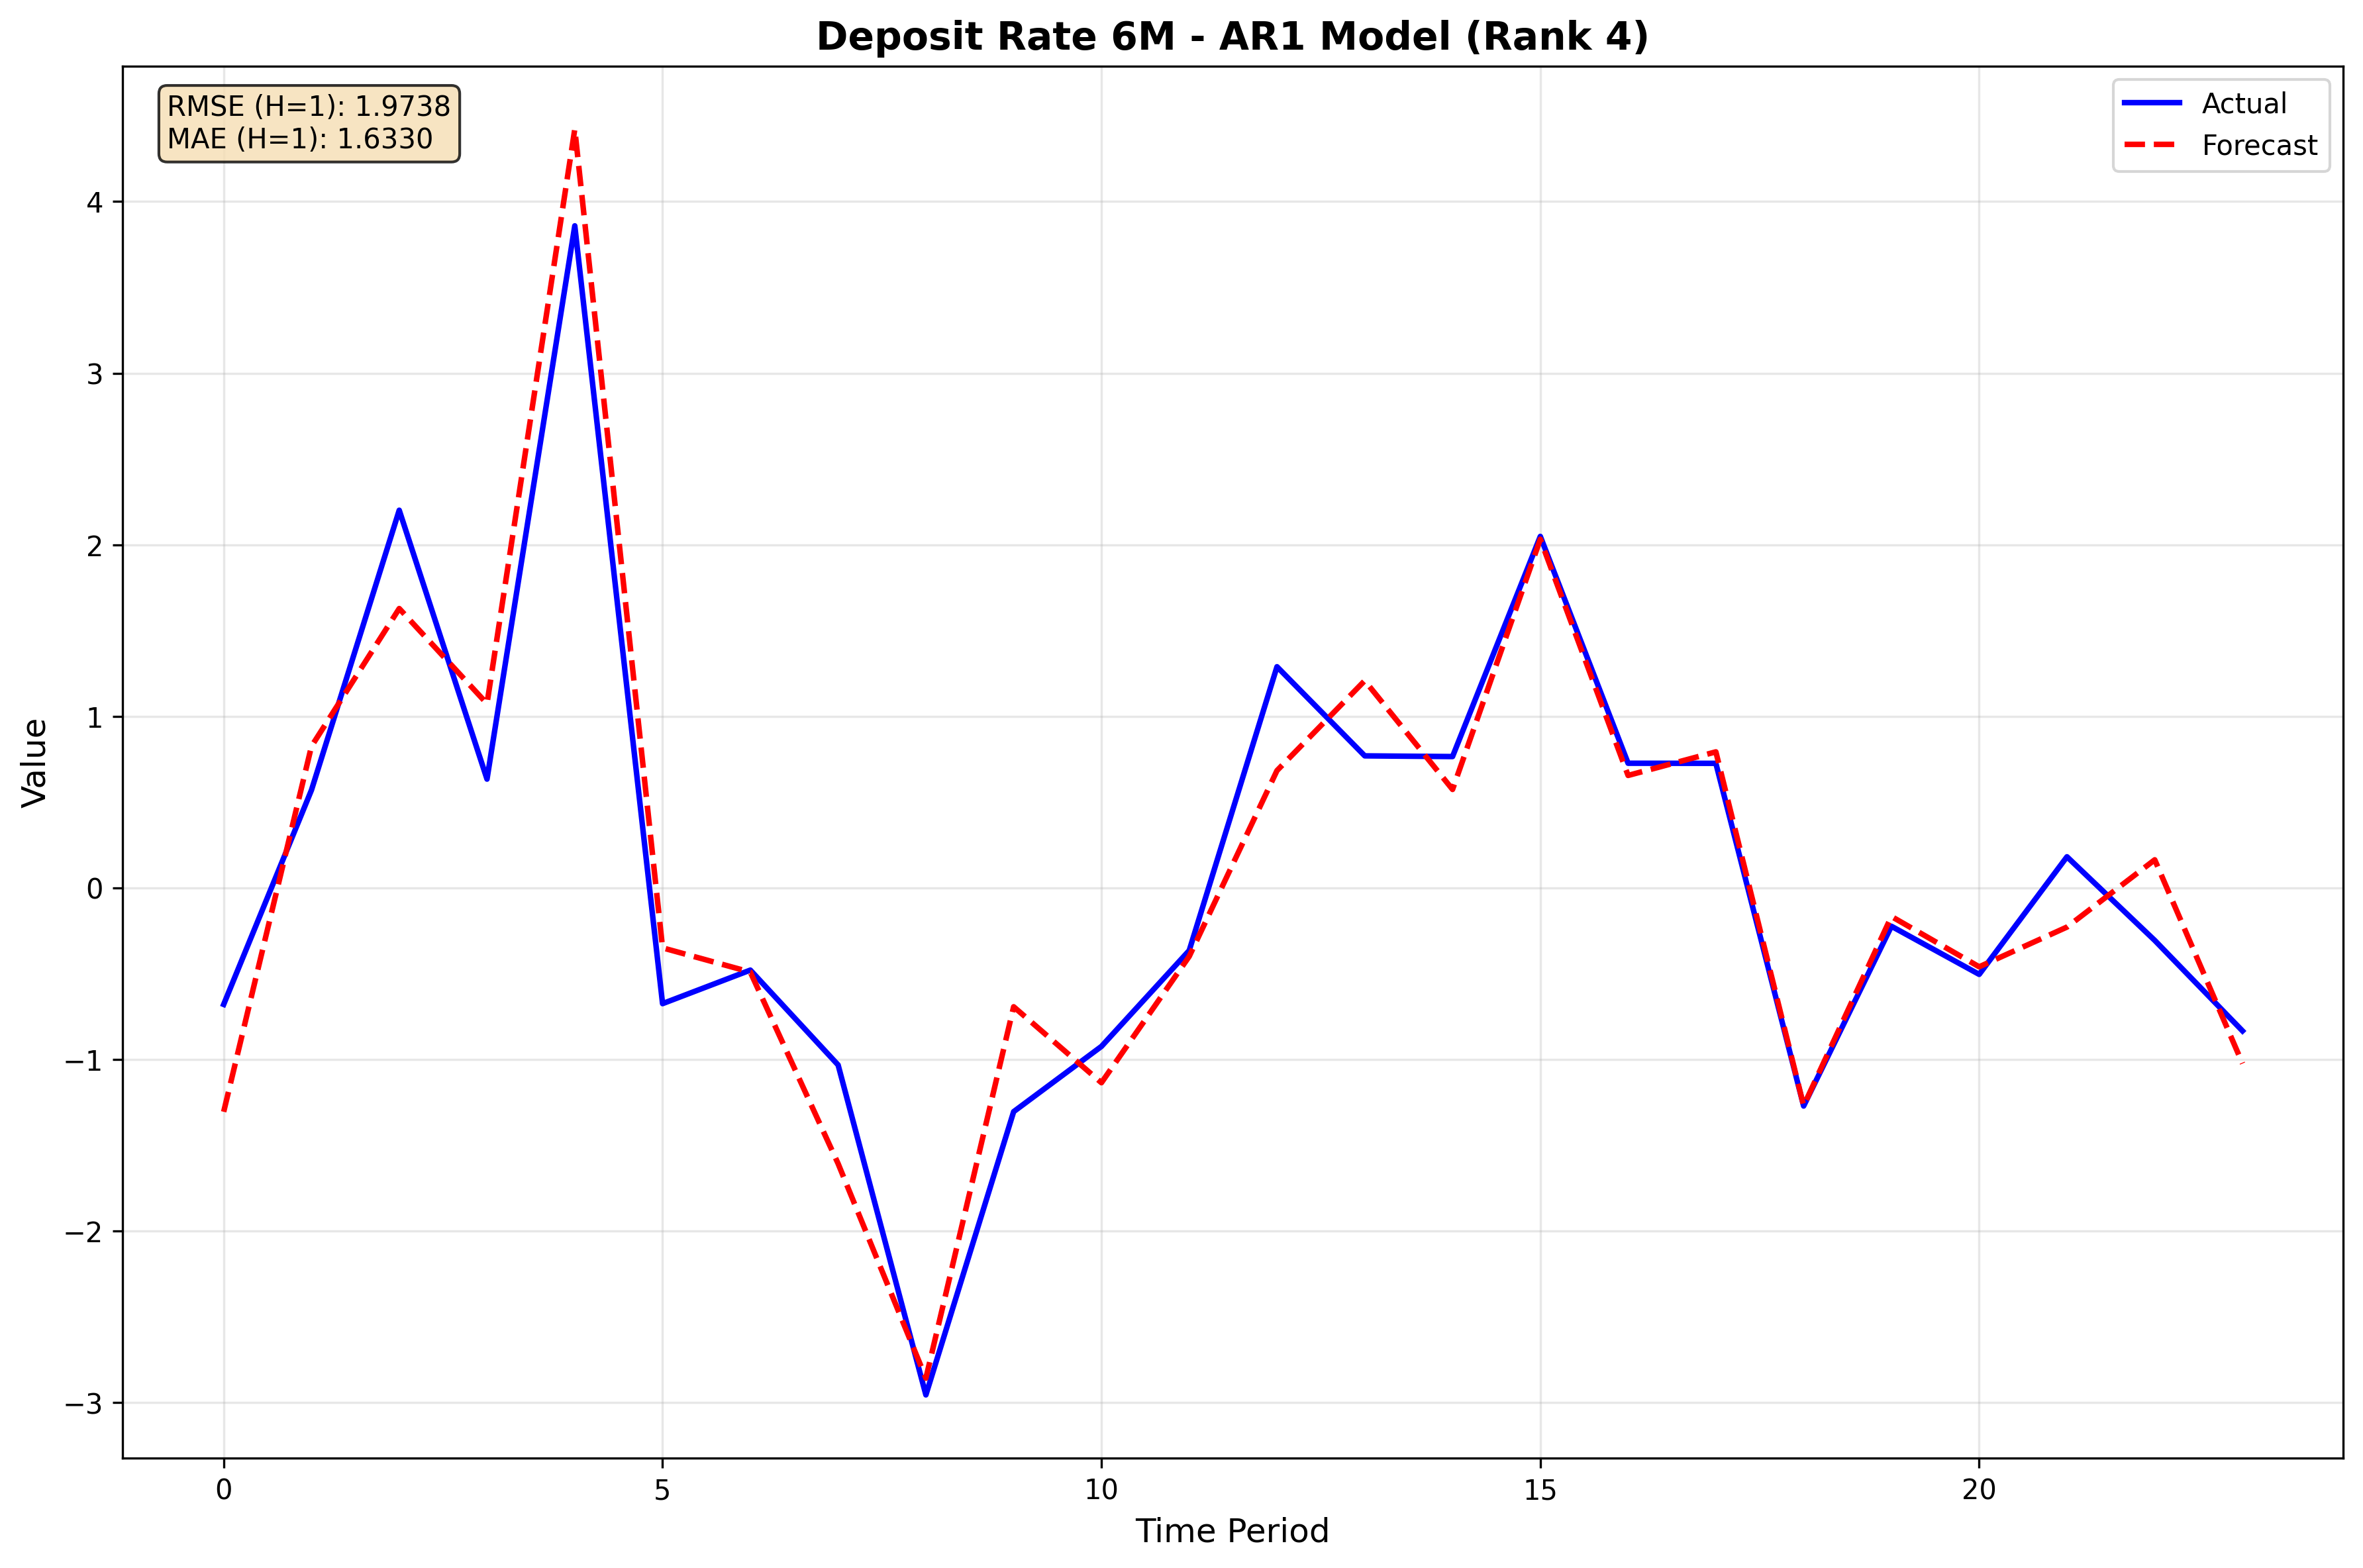 Deposit Rate 6M - AR1 Model (Rank 4)
RMSE (H=1): 1.9738
MAE (H=1): 1.6330
Actual
Forecast
4
3
2
1
0
−1
−2
−3
Value
0 5 10 15 20
Time Period